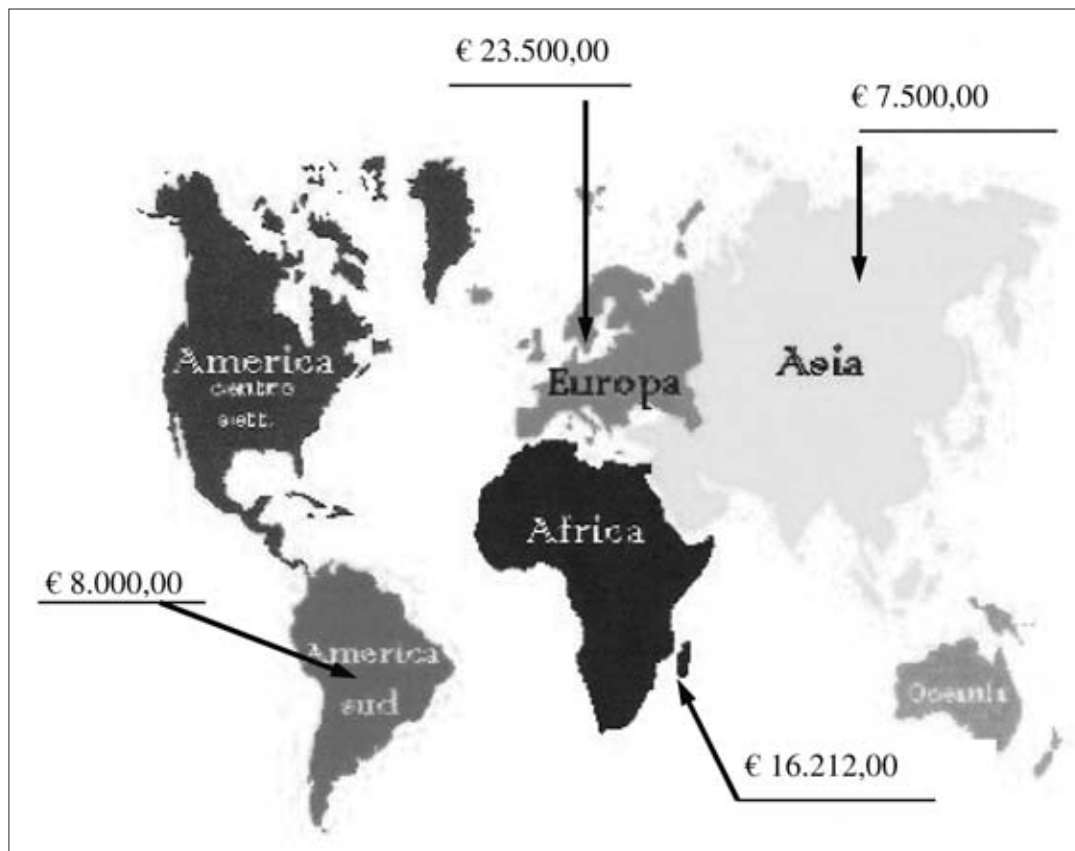 € 23.500,00
€ 7.500,00
America
centro
sett.
Europa
Asia
Africa
€ 8.000,00
America
sud
Oceania
€ 16.212,00